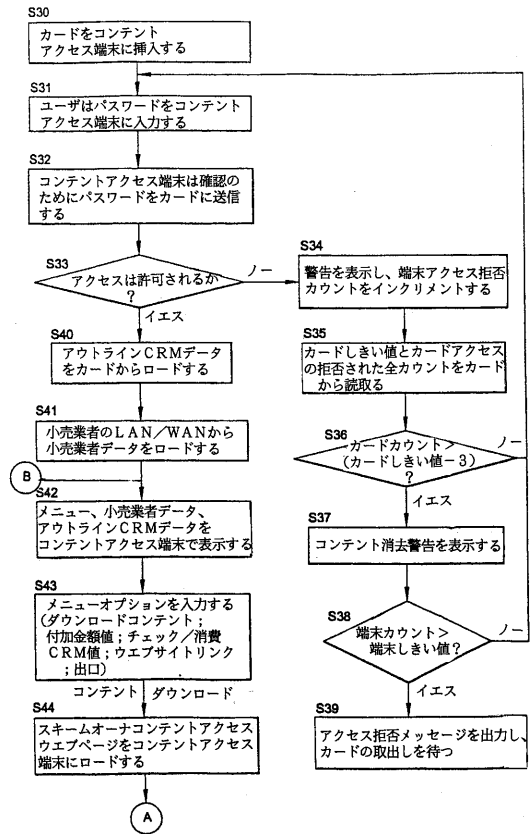 S30
カードをコンテント
アクセス端末に挿入する
S31
ユーザはパスワードをコンテント
アクセス端末に入力する
S32
コンテントアクセス端末は確認の
ためにパスワードをカードに送信
する
S33
アクセスは許可されるか
?
ノー
イエス
S34
警告を表示し、端末アクセス拒否
カウントをインクリメントする
S35
カードしきい値とカードアクセス
の拒否された全カウントをカード
から読取る
S36
カードカウント>
(カードしきい値-3)
?
ノー
イエス
S37
コンテント消去警告を表示する
S38
端末カウント>
端末しきい値?
ノー
イエス
S39
アクセス拒否メッセージを出力し、
カードの取出しを待つ
S40
アウトラインCRMデータ
をカードからロードする
S41
小売業者のLAN/WANから
小売業者データをロードする
B
S42
メニュー、小売業者データ、
アウトラインCRMデータを
コンテントアクセス端末で表示する
S43
メニューオプションを入力する
(ダウンロードコンテント;
付加金額値;チェック/消費
CRM値;ウエブサイトリンク
;出口)
コンテント ダウンロード
S44
スキームオーナコンテントアクセス
ウエブページをコンテントアクセス
端末にロードする
A